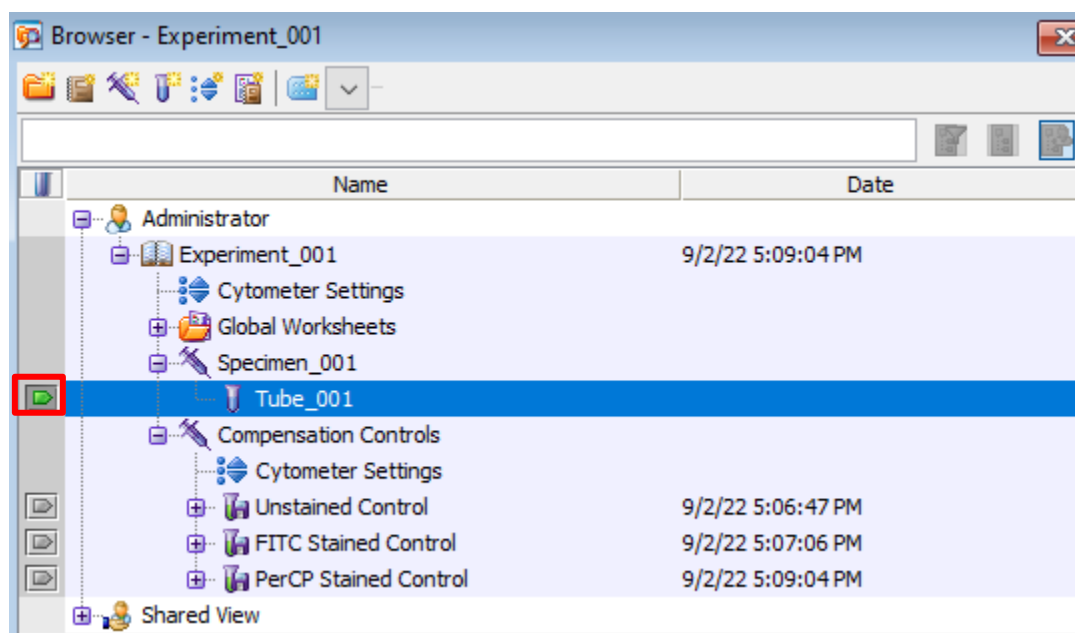 Browser - Experiment_001
Name Date
Administrator
Experiment_001 9/2/22 5:09:04 PM
Cytometer Settings
Global Worksheets
Specimen_001
Tube_001
Compensation Controls
Cytometer Settings
Unstained Control 9/2/22 5:06:47 PM
FITC Stained Control 9/2/22 5:07:06 PM
PerCP Stained Control 9/2/22 5:09:04 PM
Shared View